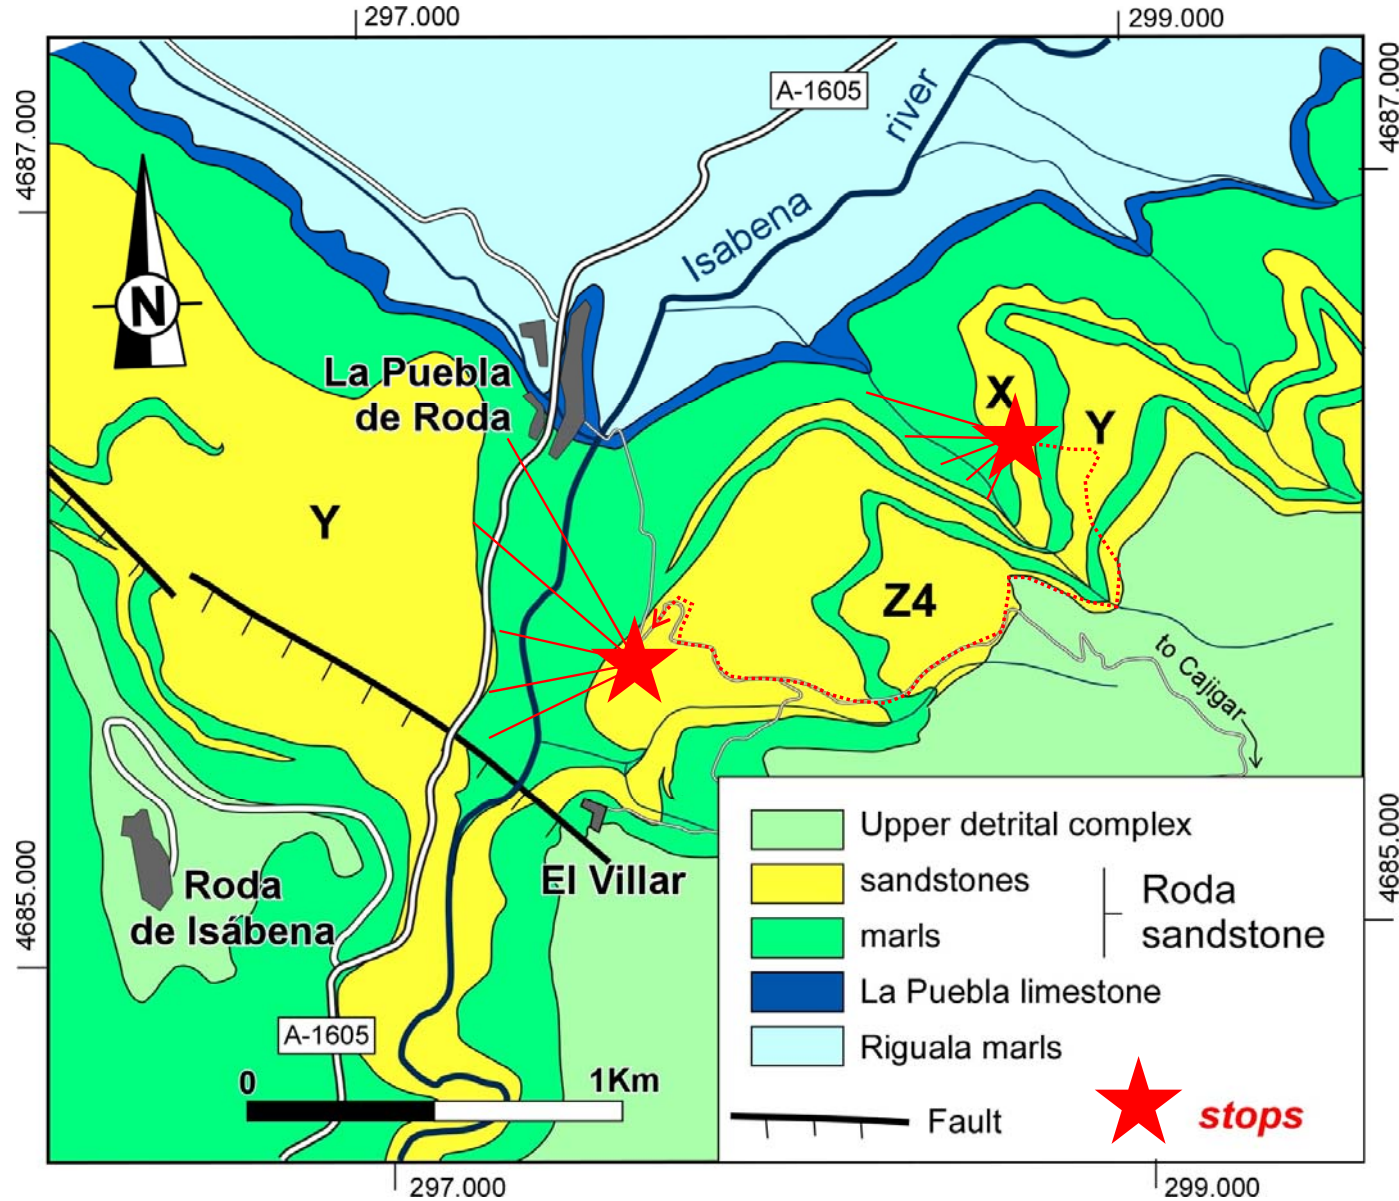 297.000
299.000
4687.000
4687.000
A-1605
river
Isabena
N
La Puebla
de Roda
X
Y
Y
Z4
to Cajigar
Roda
de Isábena
El Villar
4685.000
4685.000
A-1605
0
1Km
Upper detrital complex
sandstones
marls
Roda
sandstone
La Puebla limestone
Riguala marls
Fault
stops
297.000
299.000